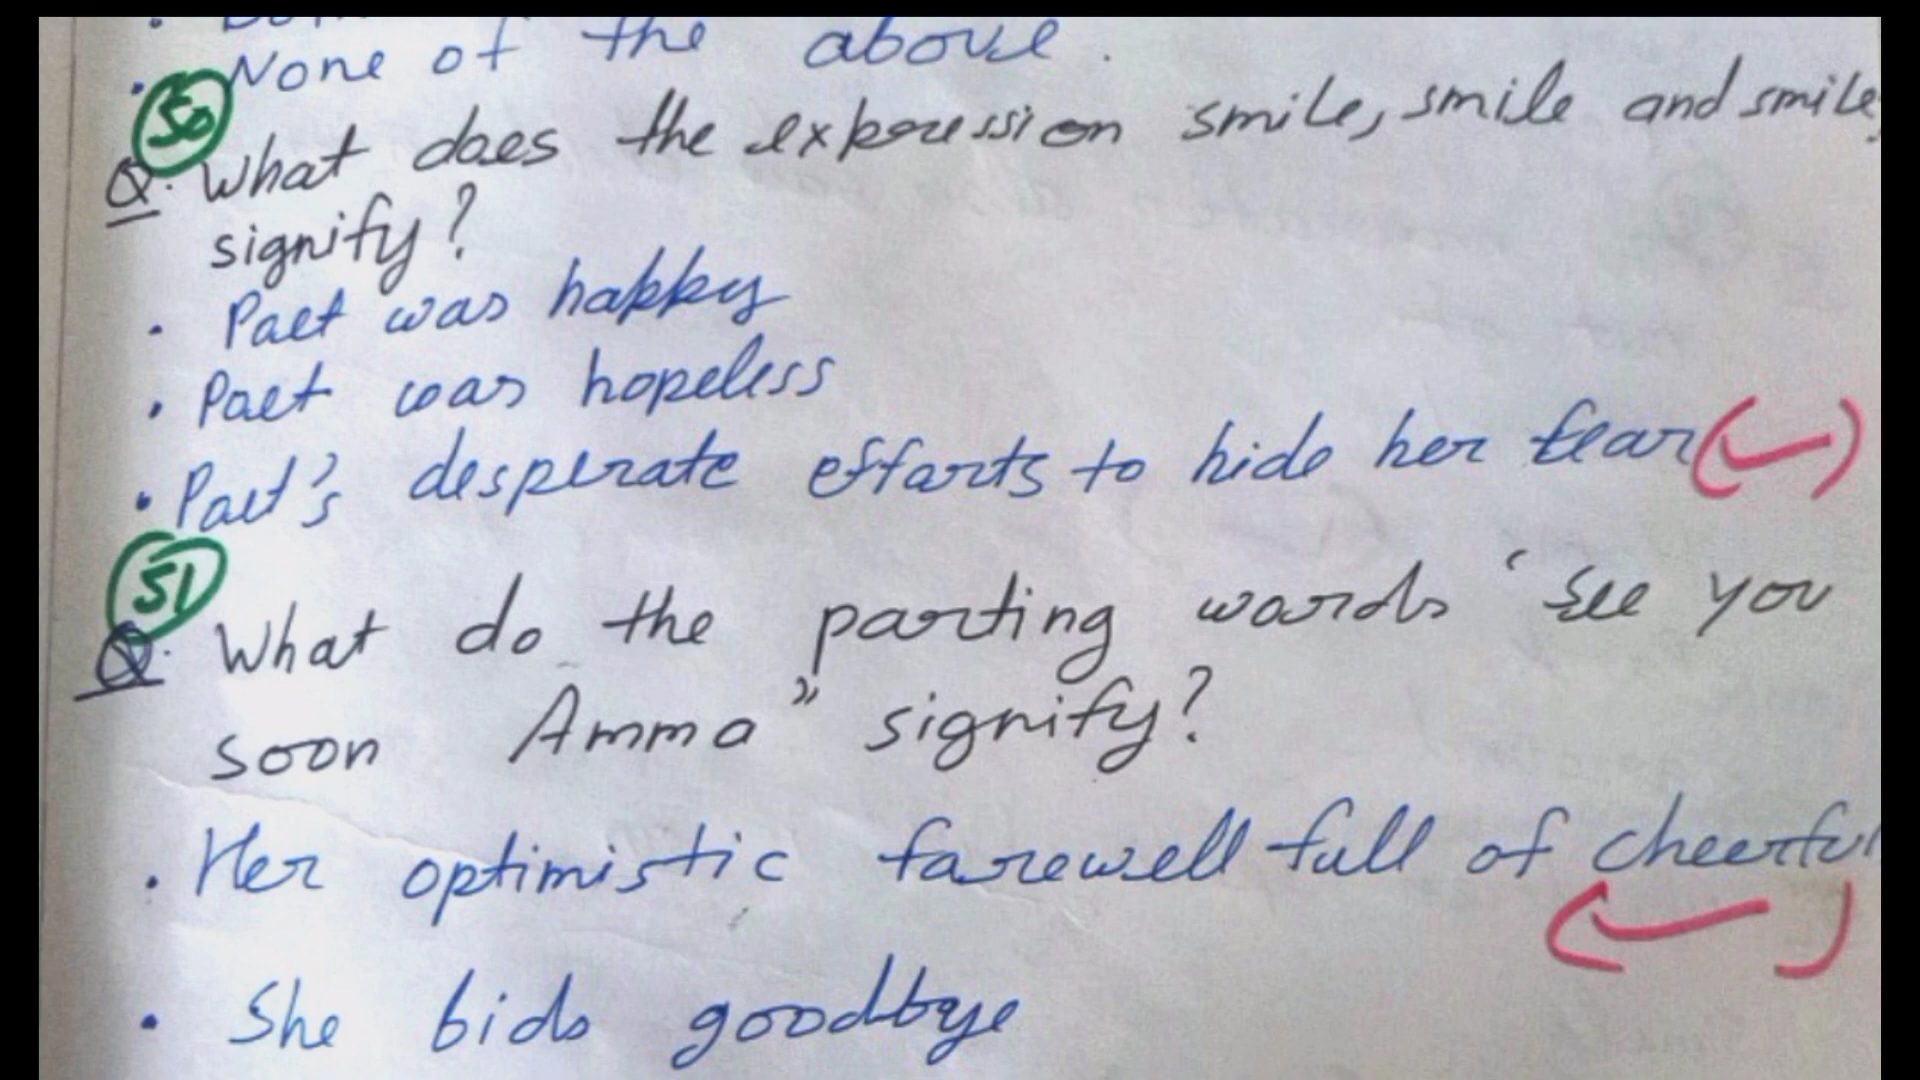 None of the above.
50
Q. What does the expression smile, smile and smile,
signify?
• Poet was happy
• Poet was hopeless
• Poet's desperate efforts to hide her fear (✓)
51
Q. What do the parting words 'See you
soon Amma" signify?
• Her optimistic farewell full of cheerful
(✓)
• She bids goodbye